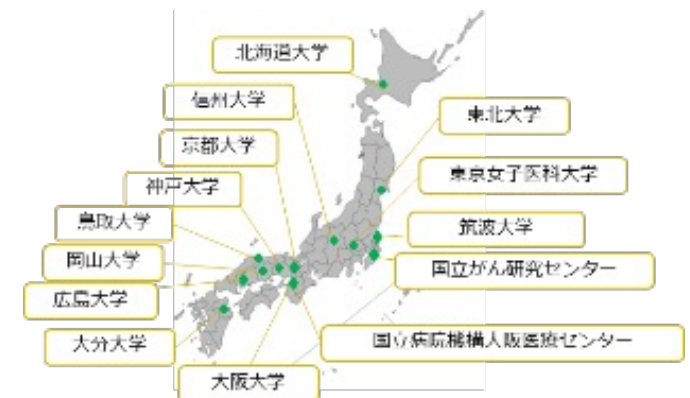 北海道大学
信州大学
東北大学
京都大学
東京女子医科大学
神戸大学
鳥取大学
筑波大学
岡山大学
国立がん研究センター
広島大学
大分大学
国立病院機構大阪医療センター
大阪大学